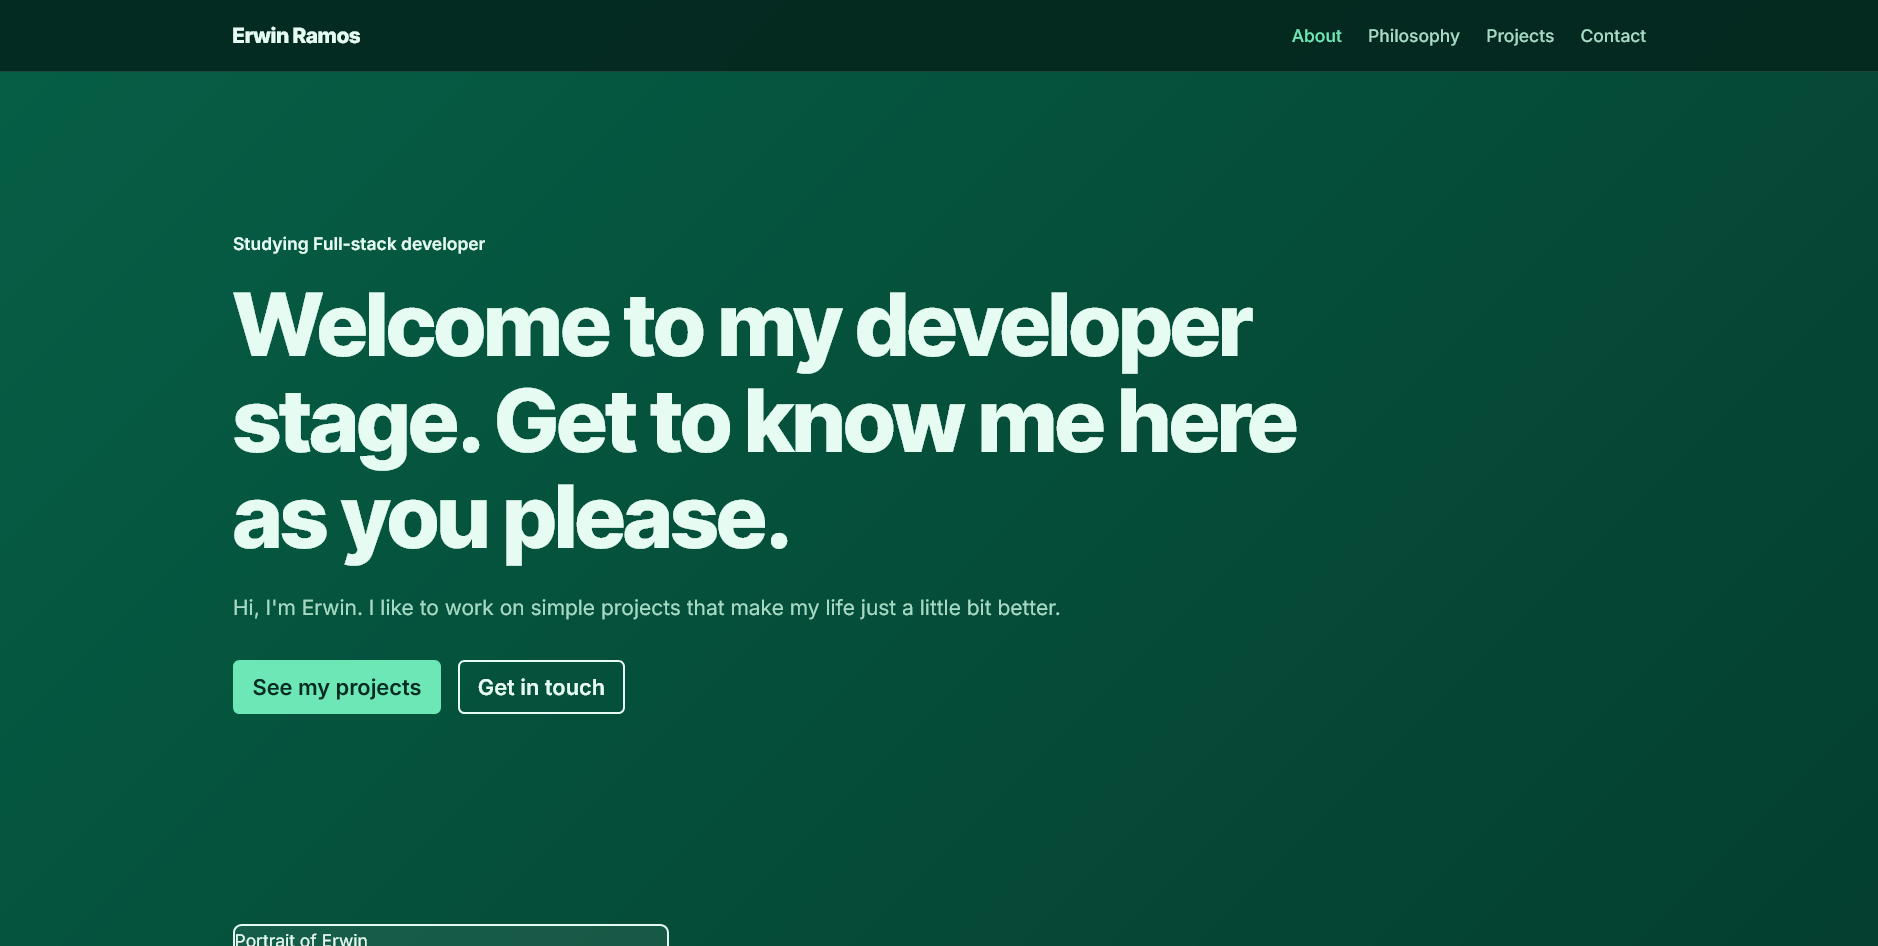 Erwin Ramos
About
Philosophy
Projects
Contact
Studying Full-stack developer
Welcome to my developer
stage. Get to know me here
as you please.
Hi, I'm Erwin. I like to work on simple projects that make my life just a little bit better.
See my projects
Get in touch
Portrait of Erwin